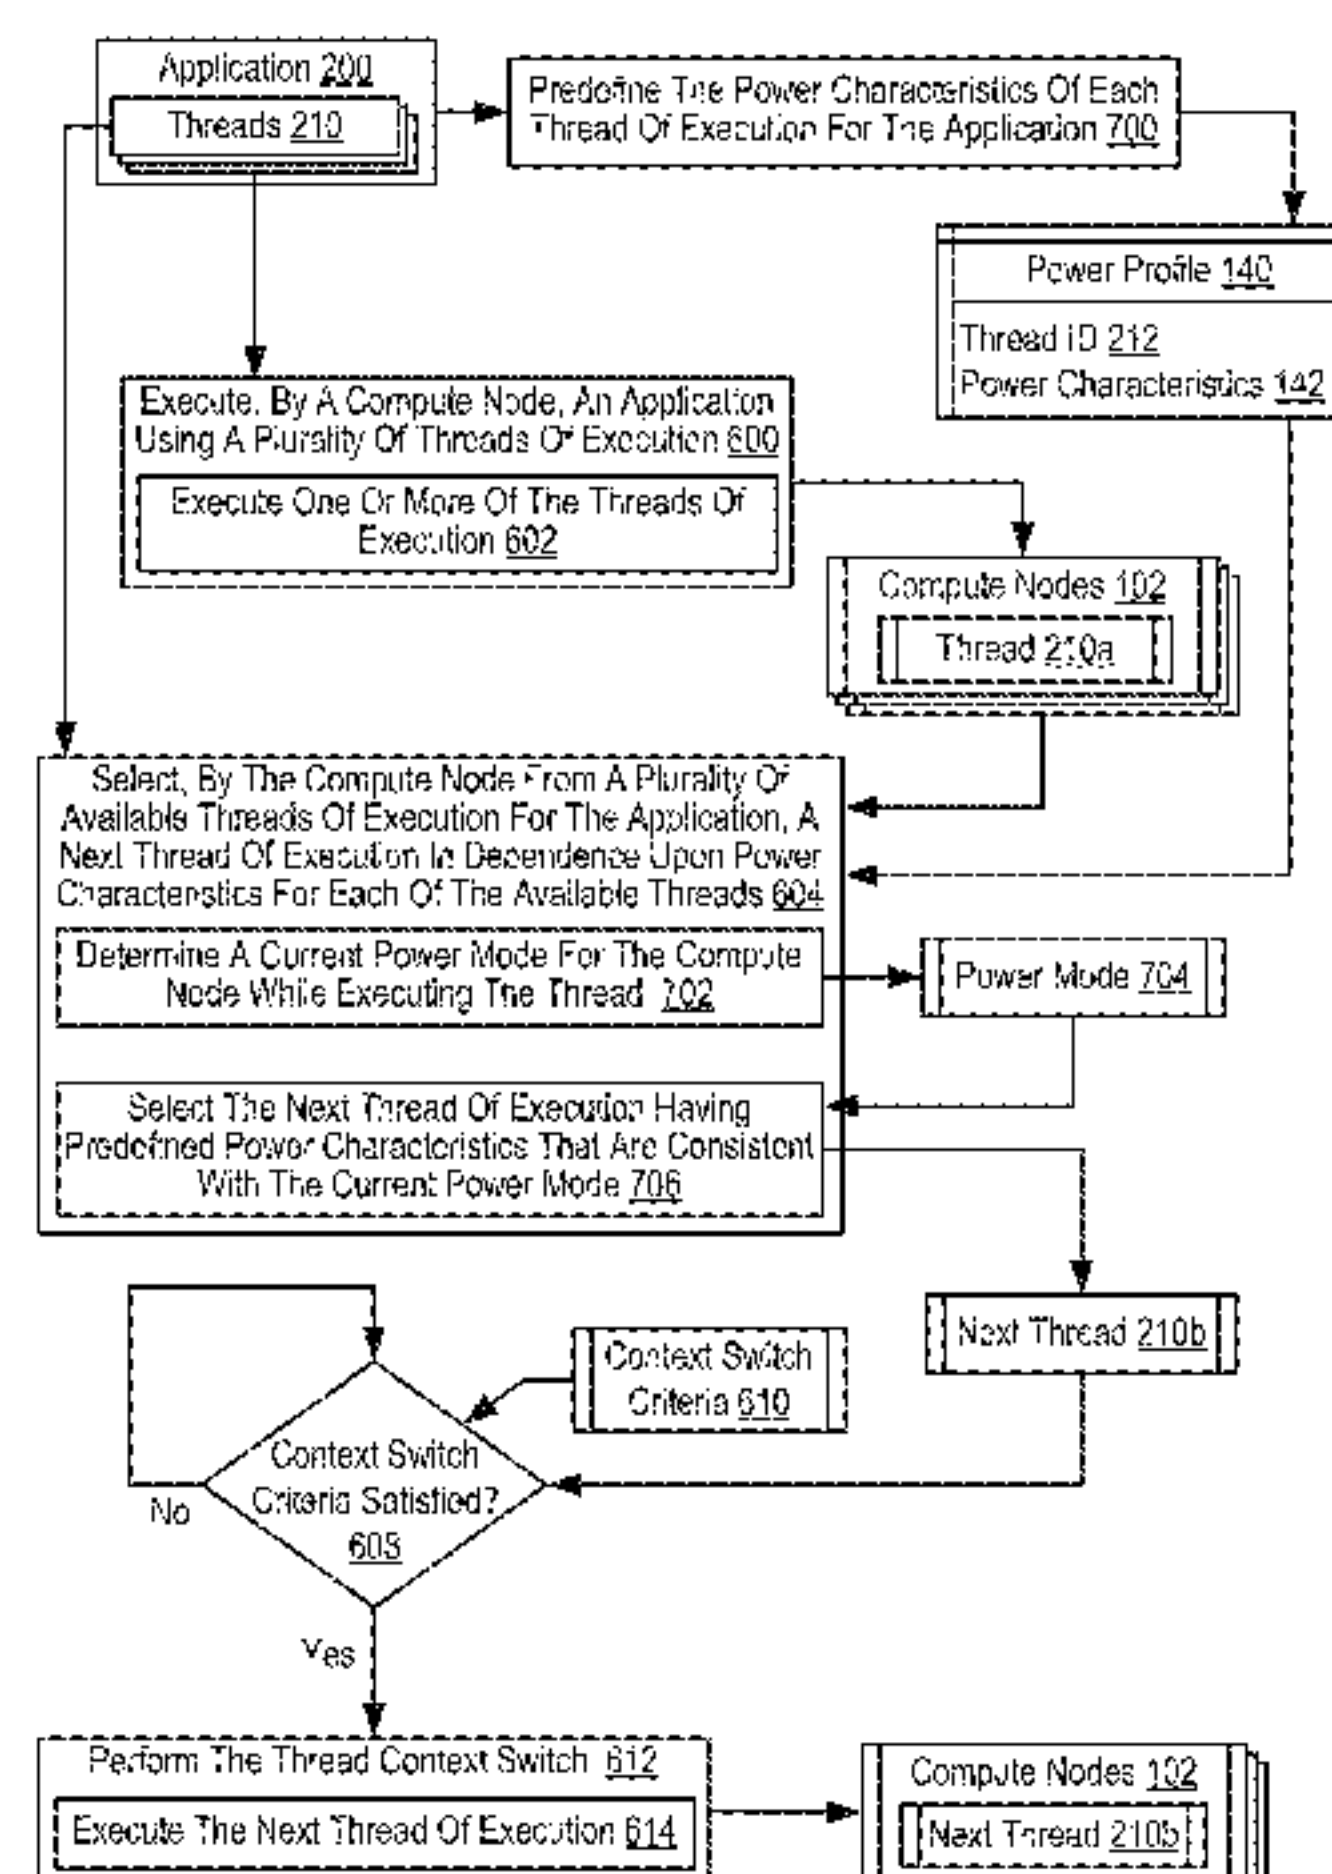 Application 200
Threads 210
Predefine The Power Characteristics Of Each
Thread Of Execution For The Application 700
Power Profile 140
Thread ID 212
Power Characteristics 142
Execute, By A Compute Node, An Application
Using A Plurality Of Threads Of Execution 600
Execute One Or More Of The Threads Of
Execution 602
Compute Nodes 102
Thread 210a
Select, By The Compute Node From A Plurality Of
Available Threads Of Execution For The Application, A
Next Thread Of Execution In Dependence Upon Power
Characteristics For Each Of The Available Threads 604
Determine A Current Power Mode For The Compute
Node While Executing The Thread 702
Power Mode 704
Select The Next Thread Of Execution Having
Predefined Power Characteristics That Are Consistent
With The Current Power Mode 706
Next Thread 210b
Context Switch
Criteria 610
Context Switch
Criteria Satisfied?
608
No
Yes
Perform The Thread Context Switch 612
Execute The Next Thread Of Execution 614
Compute Nodes 102
Next Thread 210b